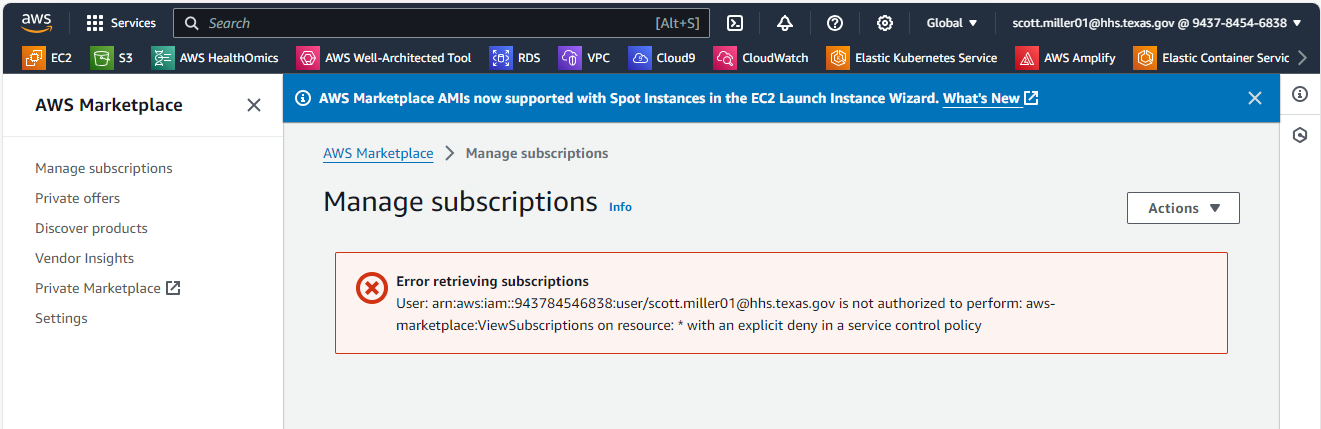 aws
Services
Search
[Alt+S]
Global
scott.miller01@hhs.texas.gov @ 9437-8454-6838
EC2
S3
AWS HealthOmics
AWS Well-Architected Tool
RDS
VPC
Cloud9
CloudWatch
Elastic Kubernetes Service
AWS Amplify
Elastic Container Servic
AWS Marketplace
Manage subscriptions
Private offers
Discover products
Vendor Insights
Private Marketplace
Settings
AWS Marketplace AMIs now supported with Spot Instances in the EC2 Launch Instance Wizard. What's New
AWS Marketplace > Manage subscriptions
Manage subscriptions Info
Actions
Error retrieving subscriptions
User: arn:aws:iam::943784546838:user/scott.miller01@hhs.texas.gov is not authorized to perform: aws-
marketplace:ViewSubscriptions on resource: * with an explicit deny in a service control policy